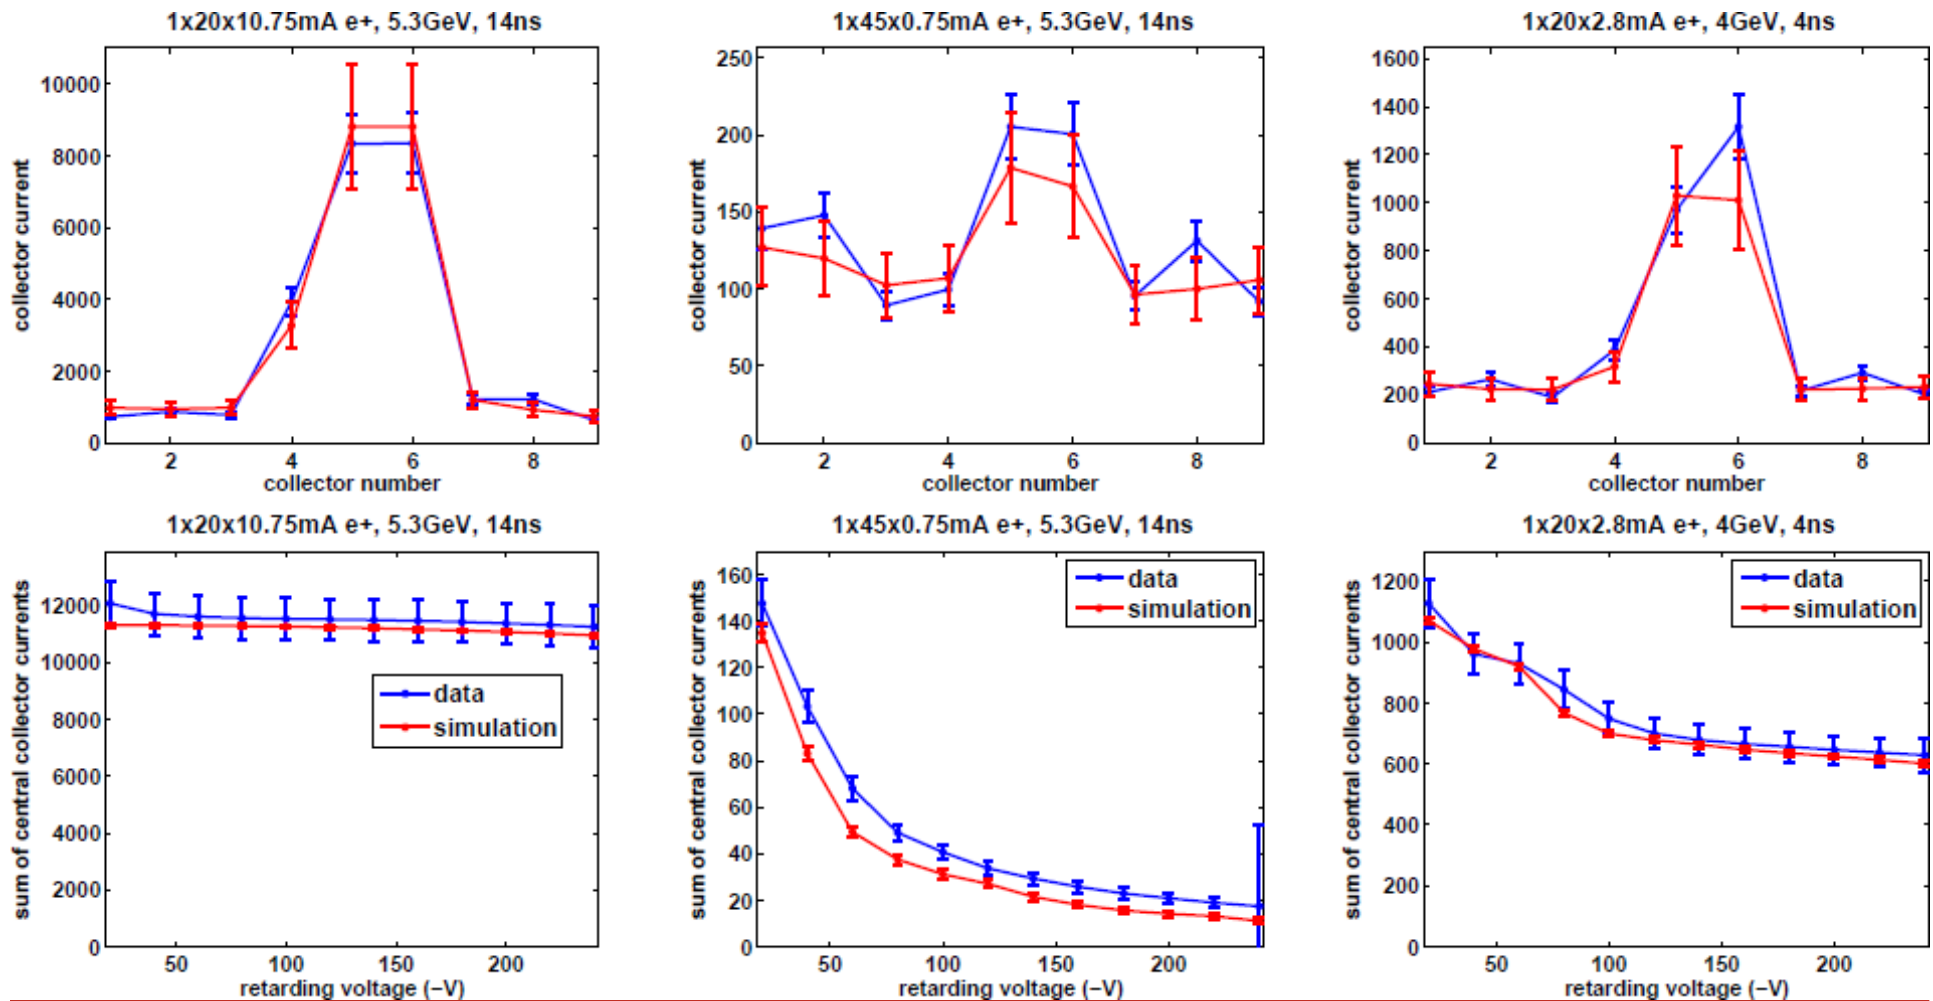 1x20x10.75mA e+, 5.3GeV, 14ns
10000
8000
6000
4000
2000
0
2 4 6 8
collector current
collector number
1x45x0.75mA e+, 5.3GeV, 14ns
250
200
150
100
50
0
2 4 6 8
collector current
collector number
1x20x2.8mA e+, 4GeV, 4ns
1600
1400
1200
1000
800
600
400
200
0
2 4 6 8
collector current
collector number
1x20x10.75mA e+, 5.3GeV, 14ns
12000
10000
8000
6000
4000
2000
0
50 100 150 200
data
simulation
sum of central collector currents
retarding voltage (−V)
1x45x0.75mA e+, 5.3GeV, 14ns
160
140
120
100
80
60
40
20
0
50 100 150 200
data
simulation
sum of central collector currents
retarding voltage (−V)
1x20x2.8mA e+, 4GeV, 4ns
1200
1000
800
600
400
200
0
50 100 150 200
data
simulation
sum of central collector currents
retarding voltage (−V)